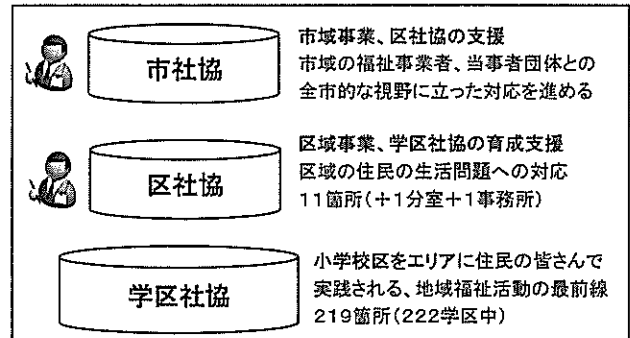 市社協
市域事業、区社協の支援
市域の福祉事業者、当事者団体との
全市的な視野に立った対応を進める
区社協
区域事業、学区社協の育成支援
区域の住民の生活問題への対応
11箇所(+1分室+1事務所)
学区社協
小学校区をエリアに住民の皆さんで
実践される、地域福祉活動の最前線
219箇所(222学区中)